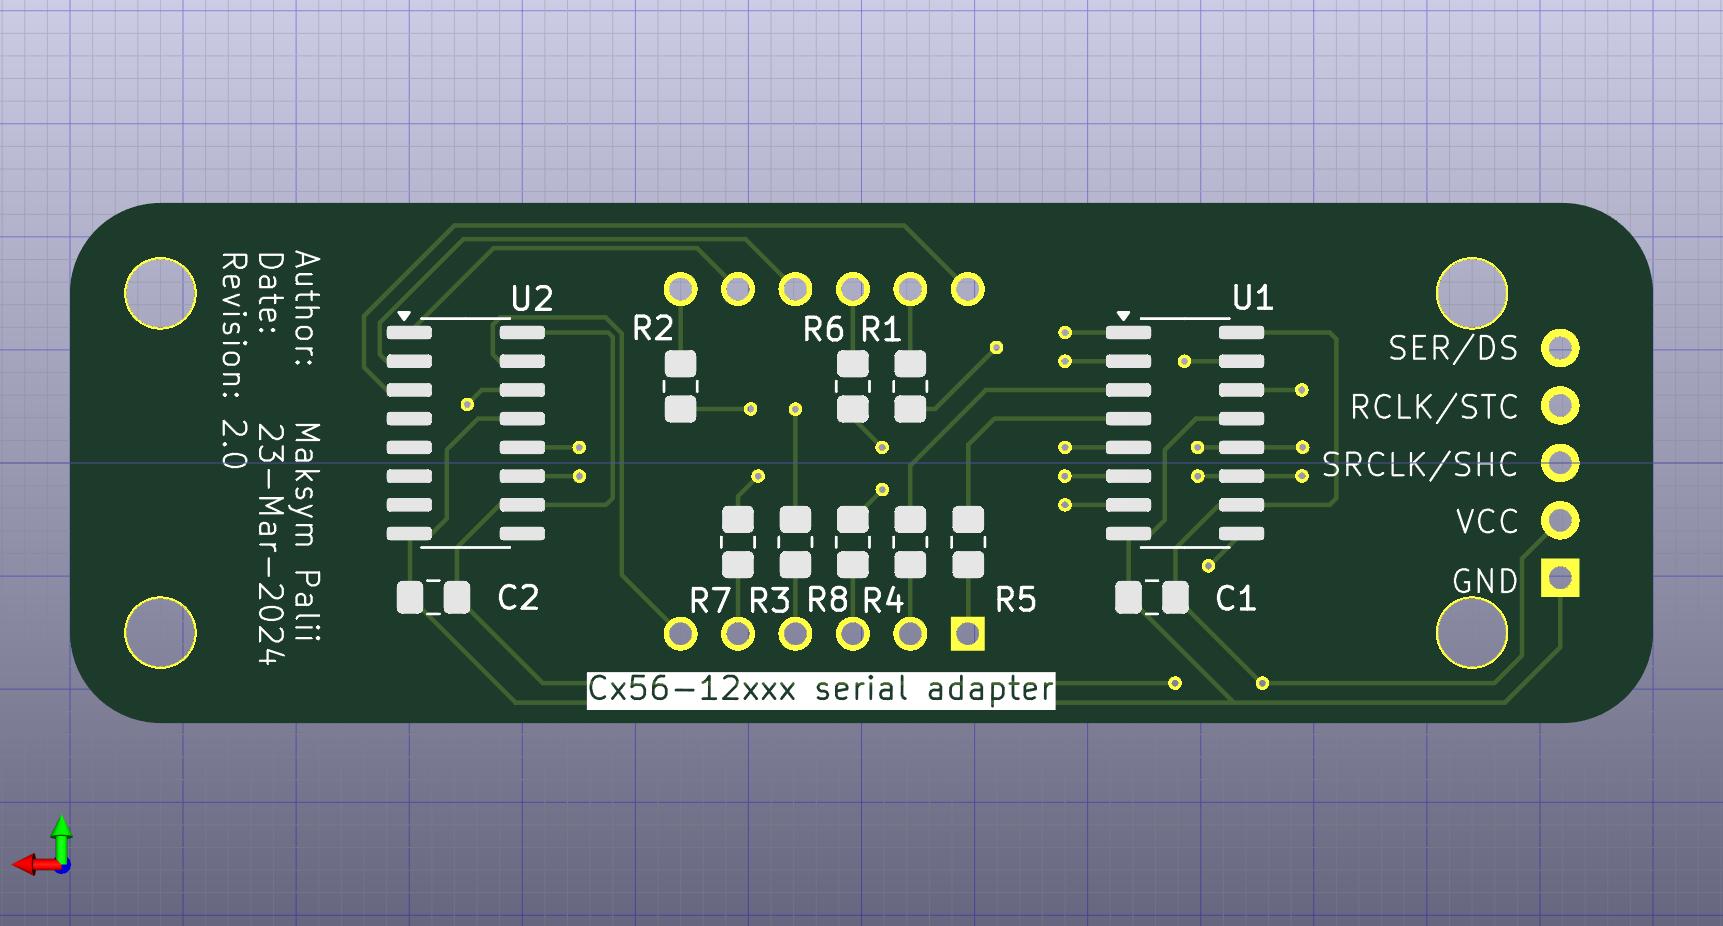 Author: Maksym Palii
Date: 23-Mar-2024
Revision: 2.0
U2
U1
R2
R6
R1
SER/DS
RCLK/STC
SRCLK/SHC
VCC
GND
C2
R7
R3
R8
R4
R5
C1
Cx56-12xxx serial adapter